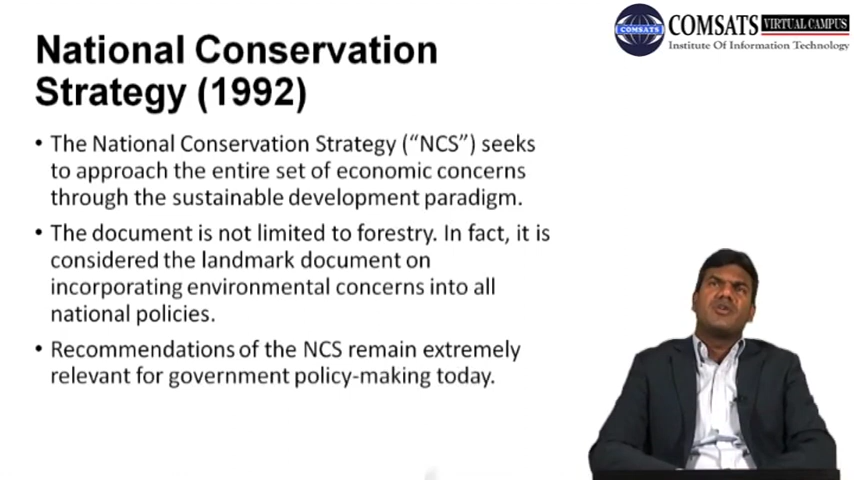 COMSATS VIRTUAL CAMPUS
COMSATS
Institute Of Information Technology
National Conservation
Strategy (1992)
• The National Conservation Strategy (“NCS”) seeks
to approach the entire set of economic concerns
through the sustainable development paradigm.
• The document is not limited to forestry. In fact, it is
considered the landmark document on
incorporating environmental concerns into all
national policies.
• Recommendations of the NCS remain extremely
relevant for government policy-making today.